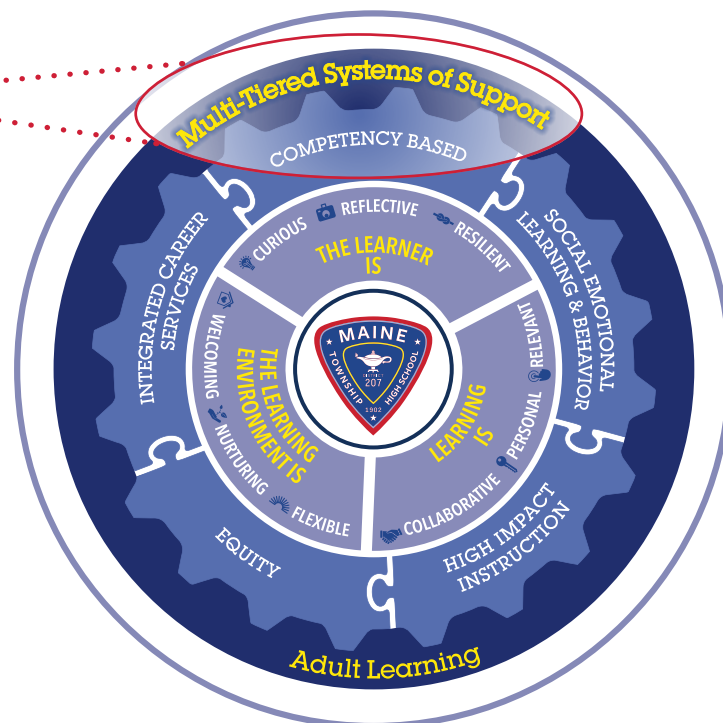 Multi-Tiered Systems of Support
COMPETENCY BASED
SOCIAL EMOTIONAL
LEARNING & BEHAVIOR
HIGH IMPACT
INSTRUCTION
EQUITY
INTEGRATED CAREER
SERVICES
CURIOUS
REFLECTIVE
RESILIENT
THE LEARNER
IS
RELEVANT
PERSONAL
COLLABORATIVE
LEARNING
IS
WELCOMING
NURTURING
FLEXIBLE
THE LEARNING
ENVIRONMENT IS
MAINE
TOWNSHIP
HIGH SCHOOL
DISTRICT
207
1902
Adult Learning